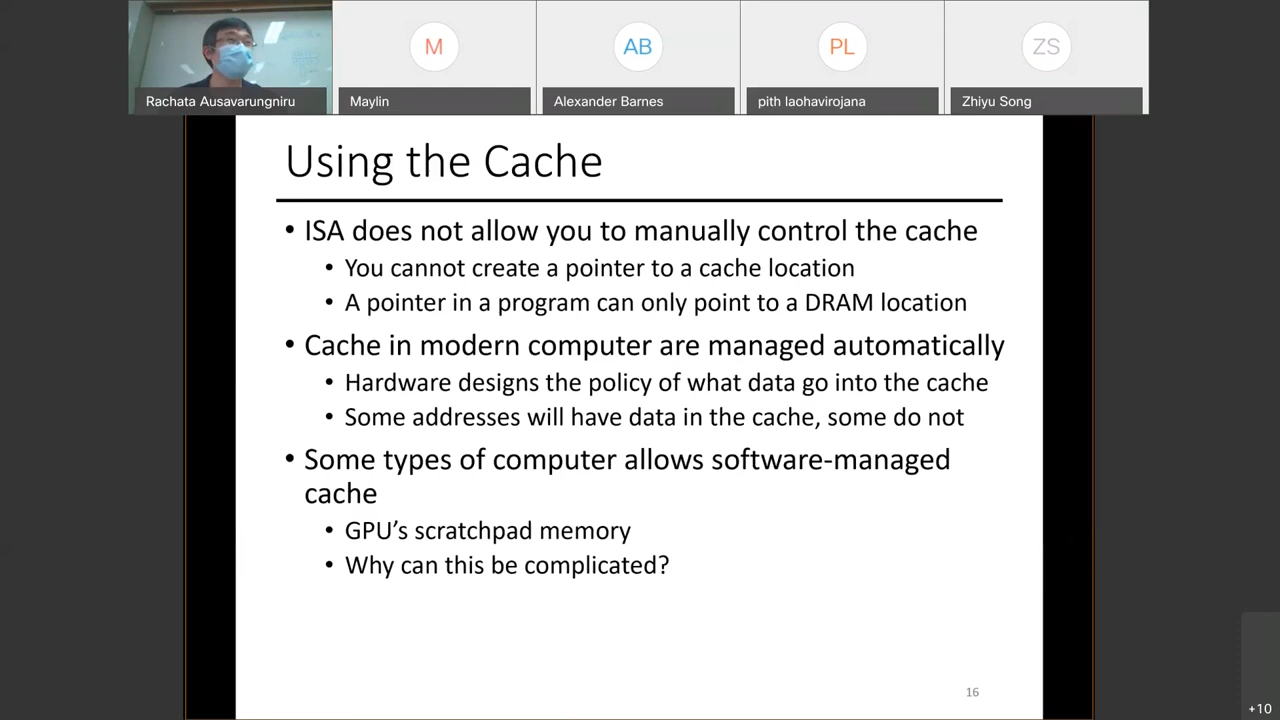 M
AB
PL
ZS
Rachata Ausavarungniru
Maylin
Alexander Barnes
pith laohavirojana
Zhiyu Song
Using the Cache
• ISA does not allow you to manually control the cache
• You cannot create a pointer to a cache location
• A pointer in a program can only point to a DRAM location
• Cache in modern computer are managed automatically
• Hardware designs the policy of what data go into the cache
• Some addresses will have data in the cache, some do not
• Some types of computer allows software-managed
cache
• GPU’s scratchpad memory
• Why can this be complicated?
16
+10